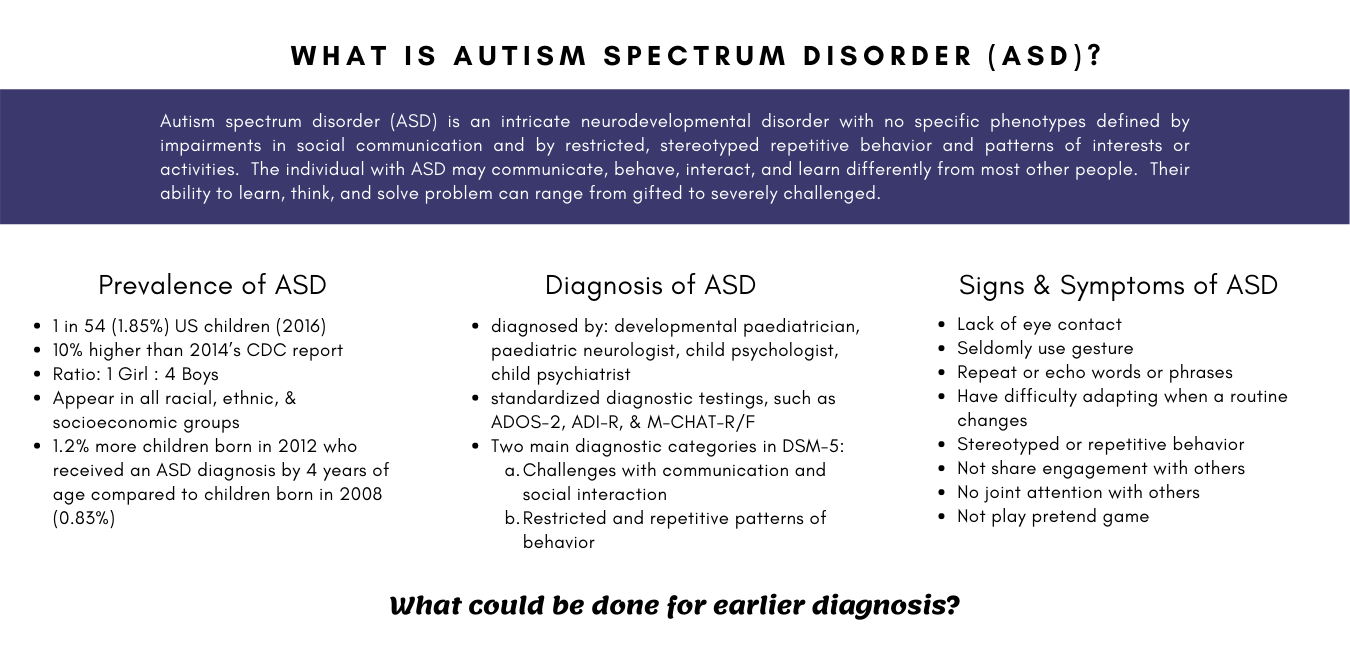 WHAT IS AUTISM SPECTRUM DISORDER (ASD)?
Autism spectrum disorder (ASD) is an intricate neurodevelopmental disorder with no specific phenotypes defined by
impairments in social communication and by restricted, stereotyped repetitive behavior and patterns of interests or
activities. The individual with ASD may communicate, behave, interact, and learn differently from most other people. Their
ability to learn, think, and solve problem can range from gifted to severely challenged.
Prevalence of ASD
• 1 in 54 (1.85%) US children (2016)
• 10% higher than 2014's CDC report
• Ratio: 1 Girl : 4 Boys
• Appear in all racial, ethnic, &
socioeconomic groups
• 1.2% more children born in 2012 who
received an ASD diagnosis by 4 years of
age compared to children born in 2008
(0.83%)
Diagnosis of ASD
• diagnosed by: developmental paediatrician,
paediatric neurologist, child psychologist,
child psychiatrist
• standardized diagnostic testings, such as
ADOS-2, ADI-R, & M-CHAT-R/F
• Two main diagnostic categories in DSM-5:
a. Challenges with communication and
social interaction
b. Restricted and repetitive patterns of
behavior
Signs & Symptoms of ASD
• Lack of eye contact
• Seldomly use gesture
• Repeat or echo words or phrases
• Have difficulty adapting when a routine
changes
• Stereotyped or repetitive behavior
• Not share engagement with others
• No joint attention with others
• Not play pretend game
What could be done for earlier diagnosis?